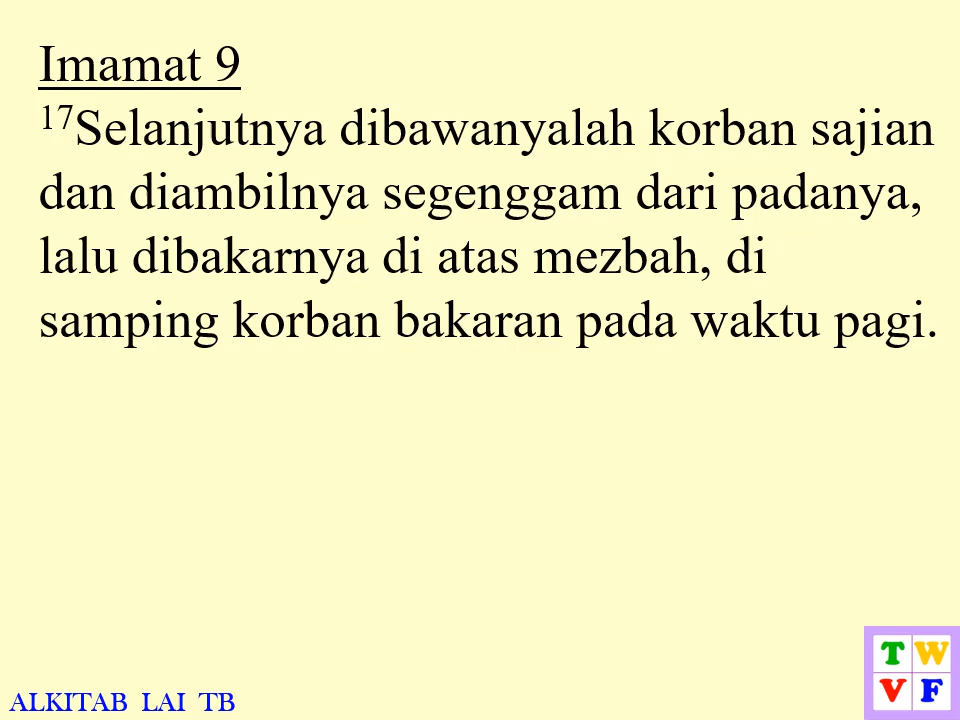 Imamat 9
17Selanjutnya dibawanyalah korban sajian
dan diambilnya segenggam dari padanya,
lalu dibakarnya di atas mezbah, di
samping korban bakaran pada waktu pagi.
ALKITAB LAI TB
T W
V F